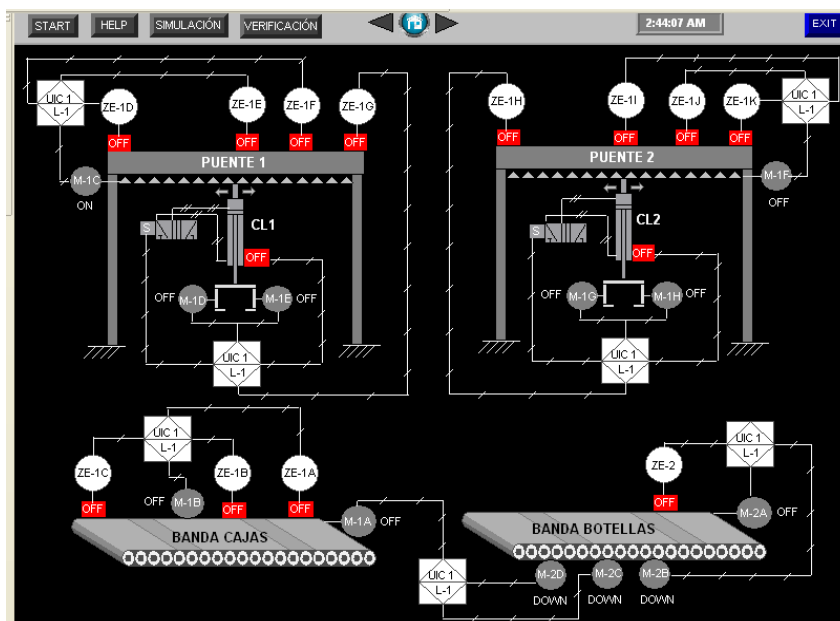 START
HELP
SIMULACIÓN
VERIFICACIÓN
2:44:07 AM
EXIT
UIC 1
L-1
ZE-1D
ZE-1E
ZE-1F
ZE-1G
OFF
OFF
OFF
OFF
PUENTE 1
M-1C
ON
S
CL1
OFF
OFF
M-1D
M-1E
OFF
UIC 1
L-1
ZE-1H
ZE-1I
ZE-1J
ZE-1K
UIC 1
L-1
OFF
OFF
OFF
OFF
PUENTE 2
M-1F
OFF
S
CL2
OFF
OFF
M-1G
M-1H
OFF
UIC 1
L-1
UIC 1
L-1
ZE-1C
ZE-1B
ZE-1A
OFF
M-1B
OFF
OFF
OFF
M-1A
OFF
BANDA CAJAS
UIC 1
L-1
ZE-2
OFF
M-2A
OFF
BANDA BOTELLAS
UIC 1
L-1
M-2D
M-2C
M-2B
DOWN
DOWN
DOWN